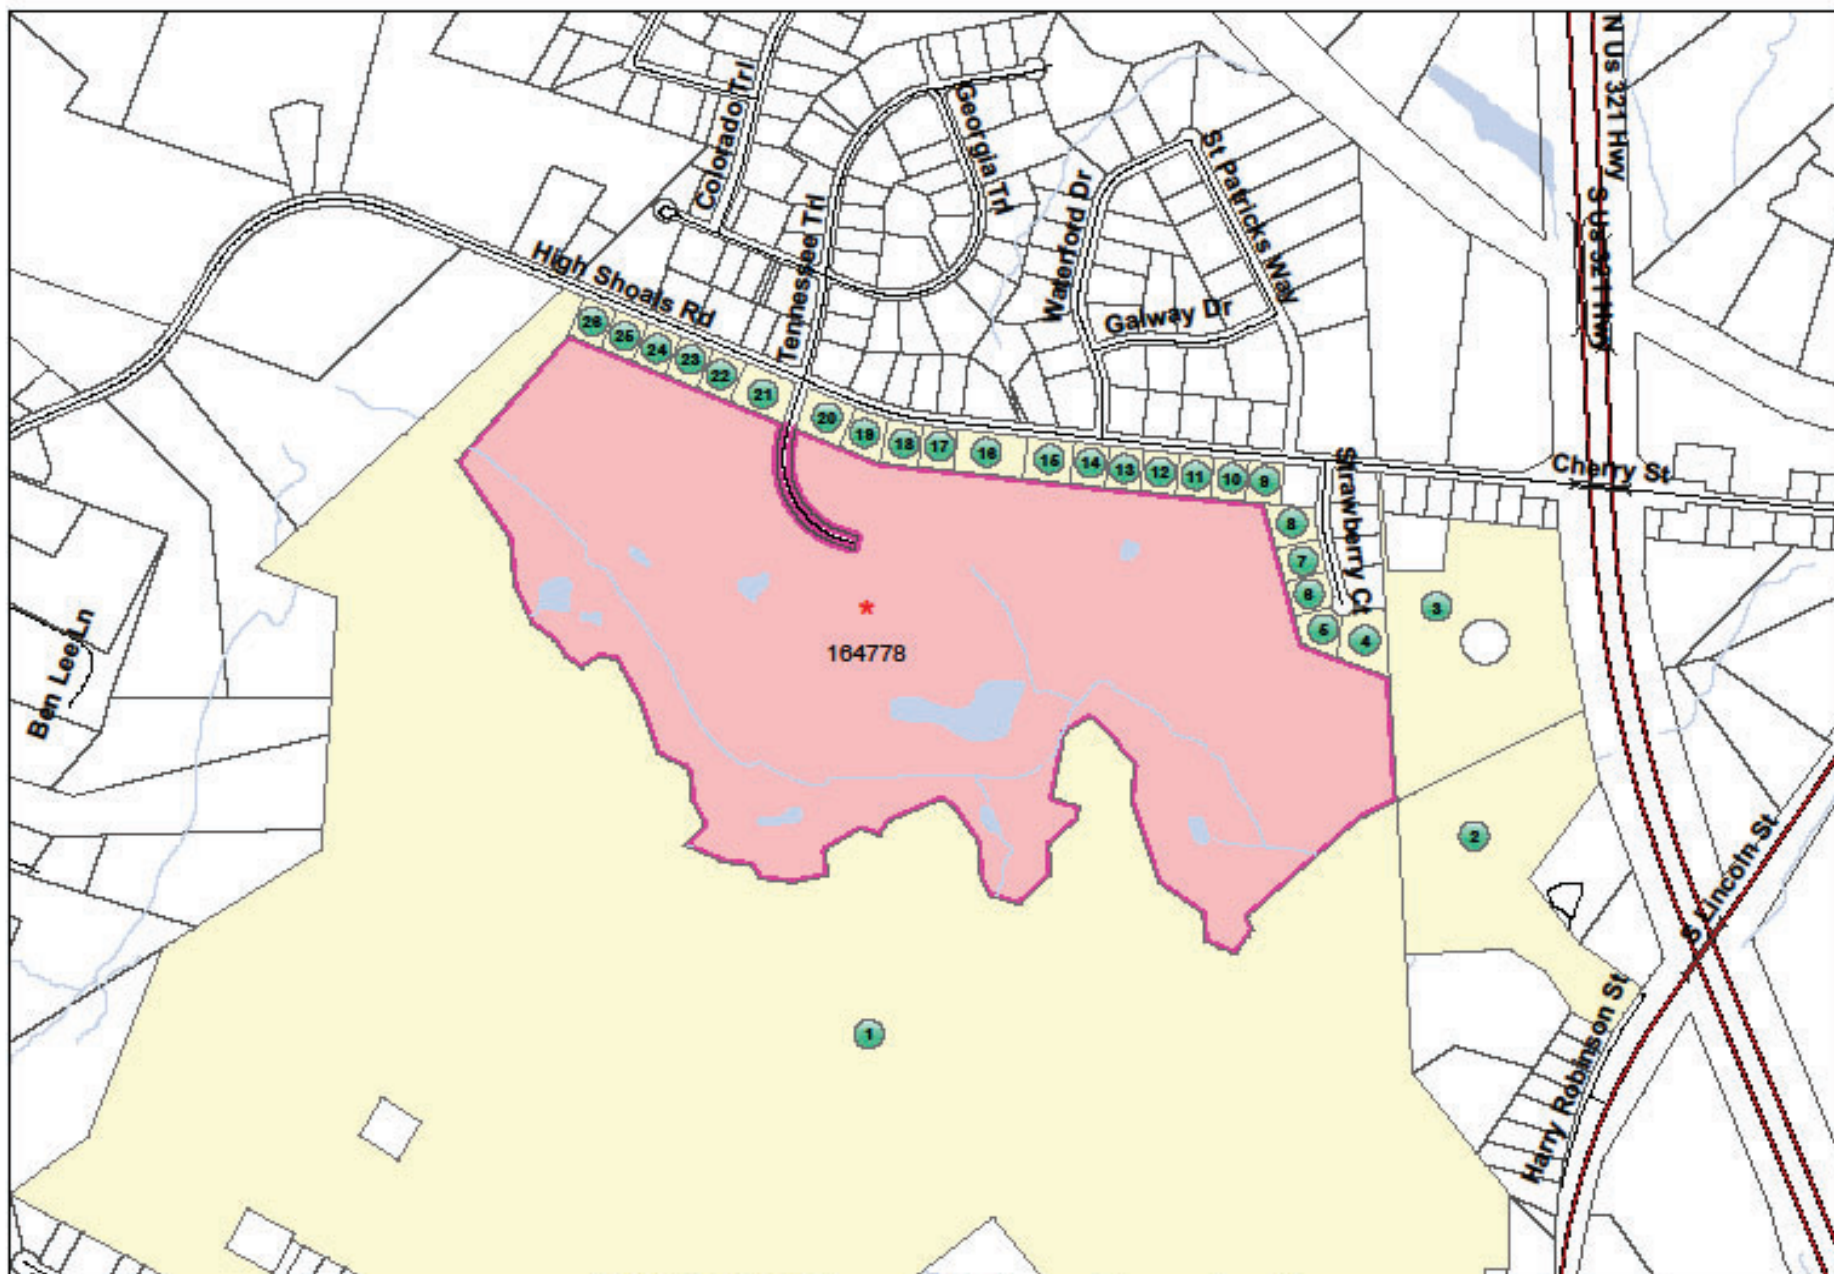 N Us 321 Hwy
S Us 321 Hwy
Colorado Trl
Georgia Trl
St Patricks Way
Waterford Dr
Tennessee Trl
High Shoals Rd
Galway Dr
26
25
24
23
22
21
20
19
18
17
16
15
14
13
12
11
10
9
Cherry St
Strawberry Ct
8
7
6
5
4
3
*
164778
Ben Lee Ln
2
S Lincoln St
1
Harry Robinson St